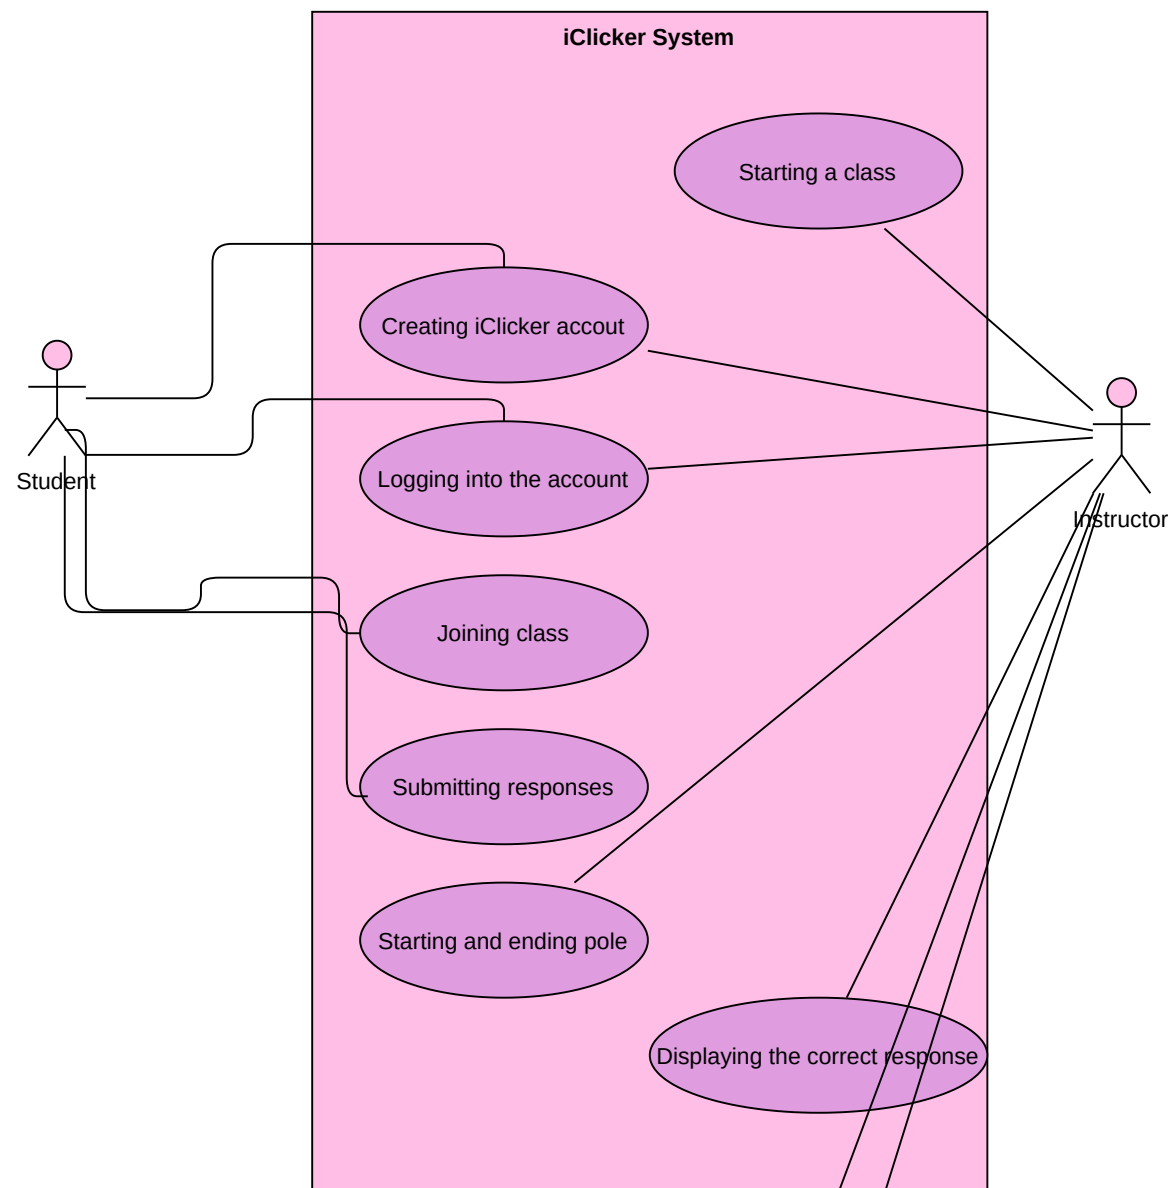 iClicker System
Starting a class
Creating iClicker accout
Student
Logging into the account
Instructor
Joining class
Submitting responses
Starting and ending pole
Displaying the correct response